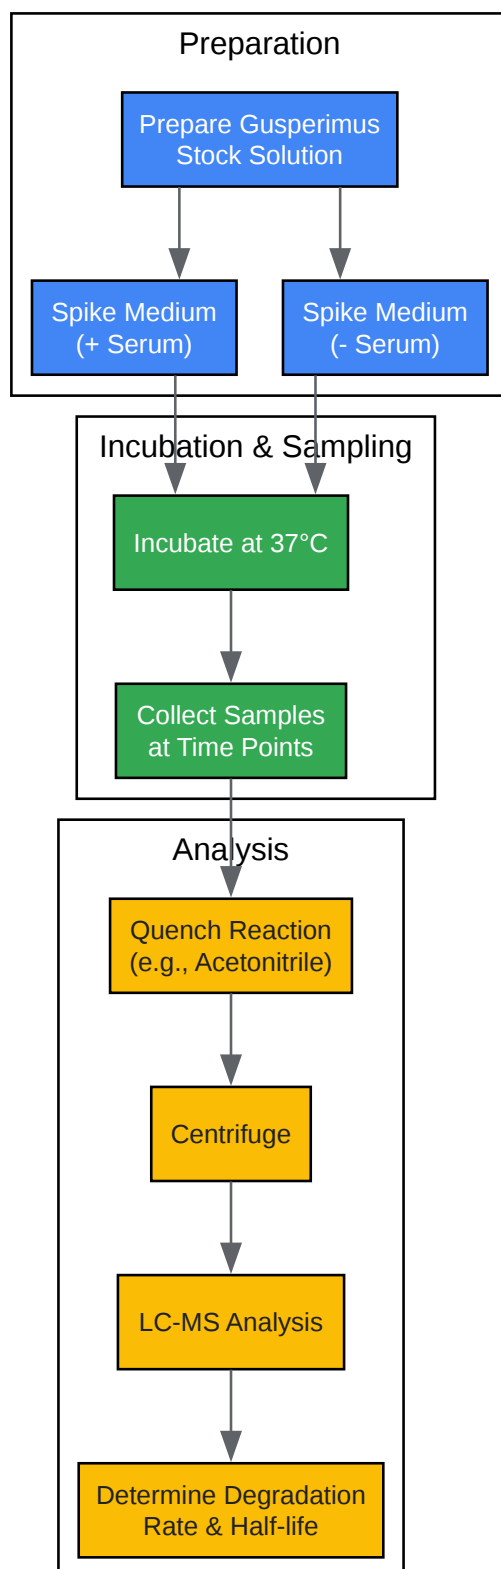 Preparation
Prepare Gusperimus
Stock Solution
Spike Medium
(+ Serum)
Spike Medium
(- Serum)
Incubation & Sampling
Incubate at 37°C
Collect Samples
at Time Points
Analysis
Quench Reaction
(e.g., Acetonitrile)
Centrifuge
LC-MS Analysis
Determine Degradation
Rate & Half-life